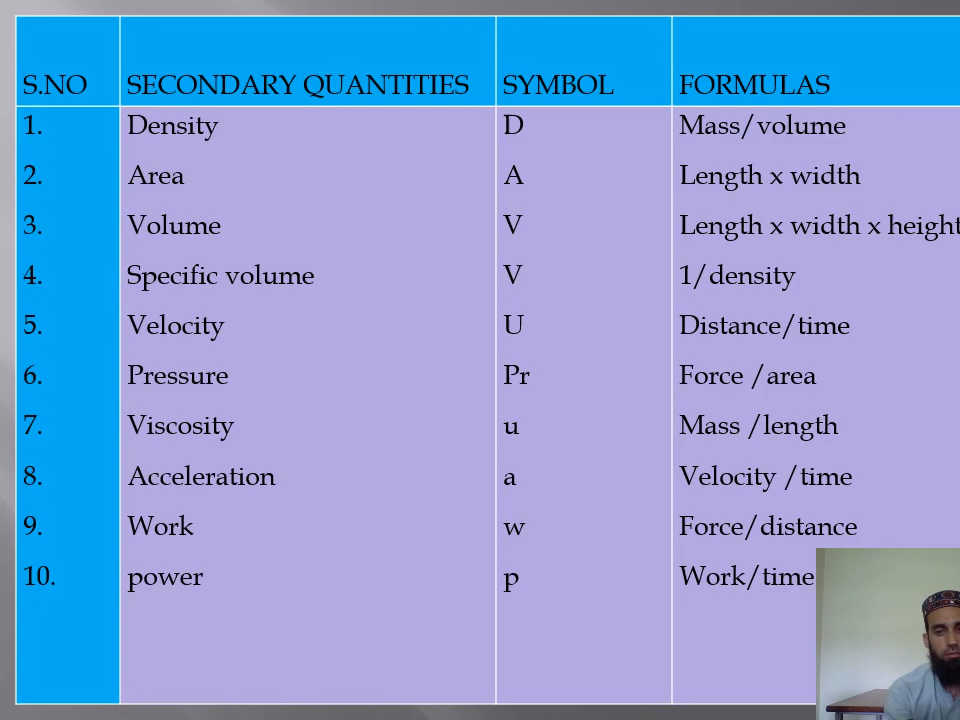 S.NO SECONDARY QUANTITIES SYMBOL FORMULAS
1. Density D Mass/volume
2. Area A Length x width
3. Volume V Length x width x height
4. Specific volume V 1/density
5. Velocity U Distance/time
6. Pressure Pr Force /area
7. Viscosity u Mass /length
8. Acceleration a Velocity /time
9. Work w Force/distance
10. power p Work/time